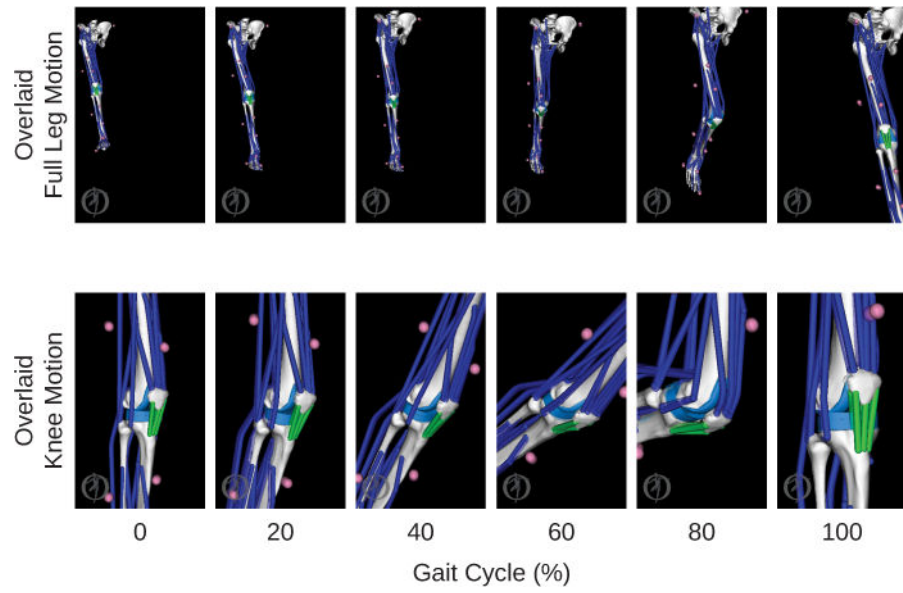 Overlaid
Full Leg Motion
Overlaid
Knee Motion
0
20
40
60
80
100
Gait Cycle (%)